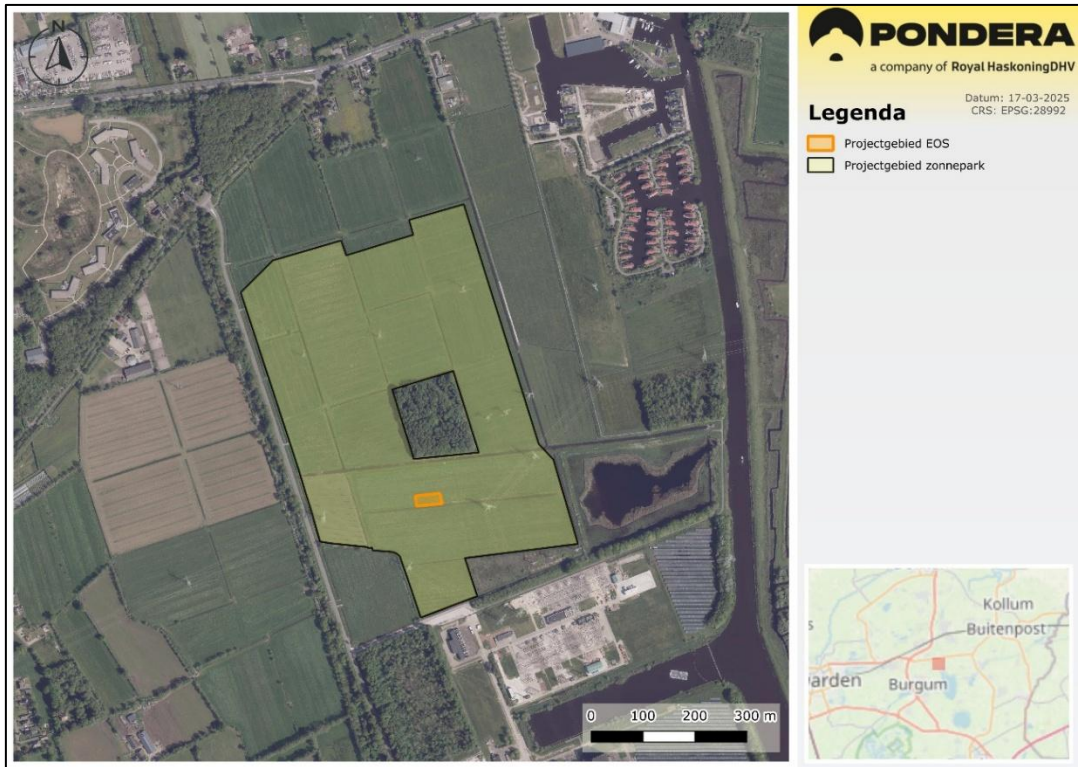 N
PONDERA
a company of Royal HaskoningDHV
Datum: 17-03-2025
CRS: EPSG:28992
Legenda
Projectgebied EOS
Projectgebied zonnepark
0 100 200 300 m
Kollum
Buitenpost
arden
Burgum